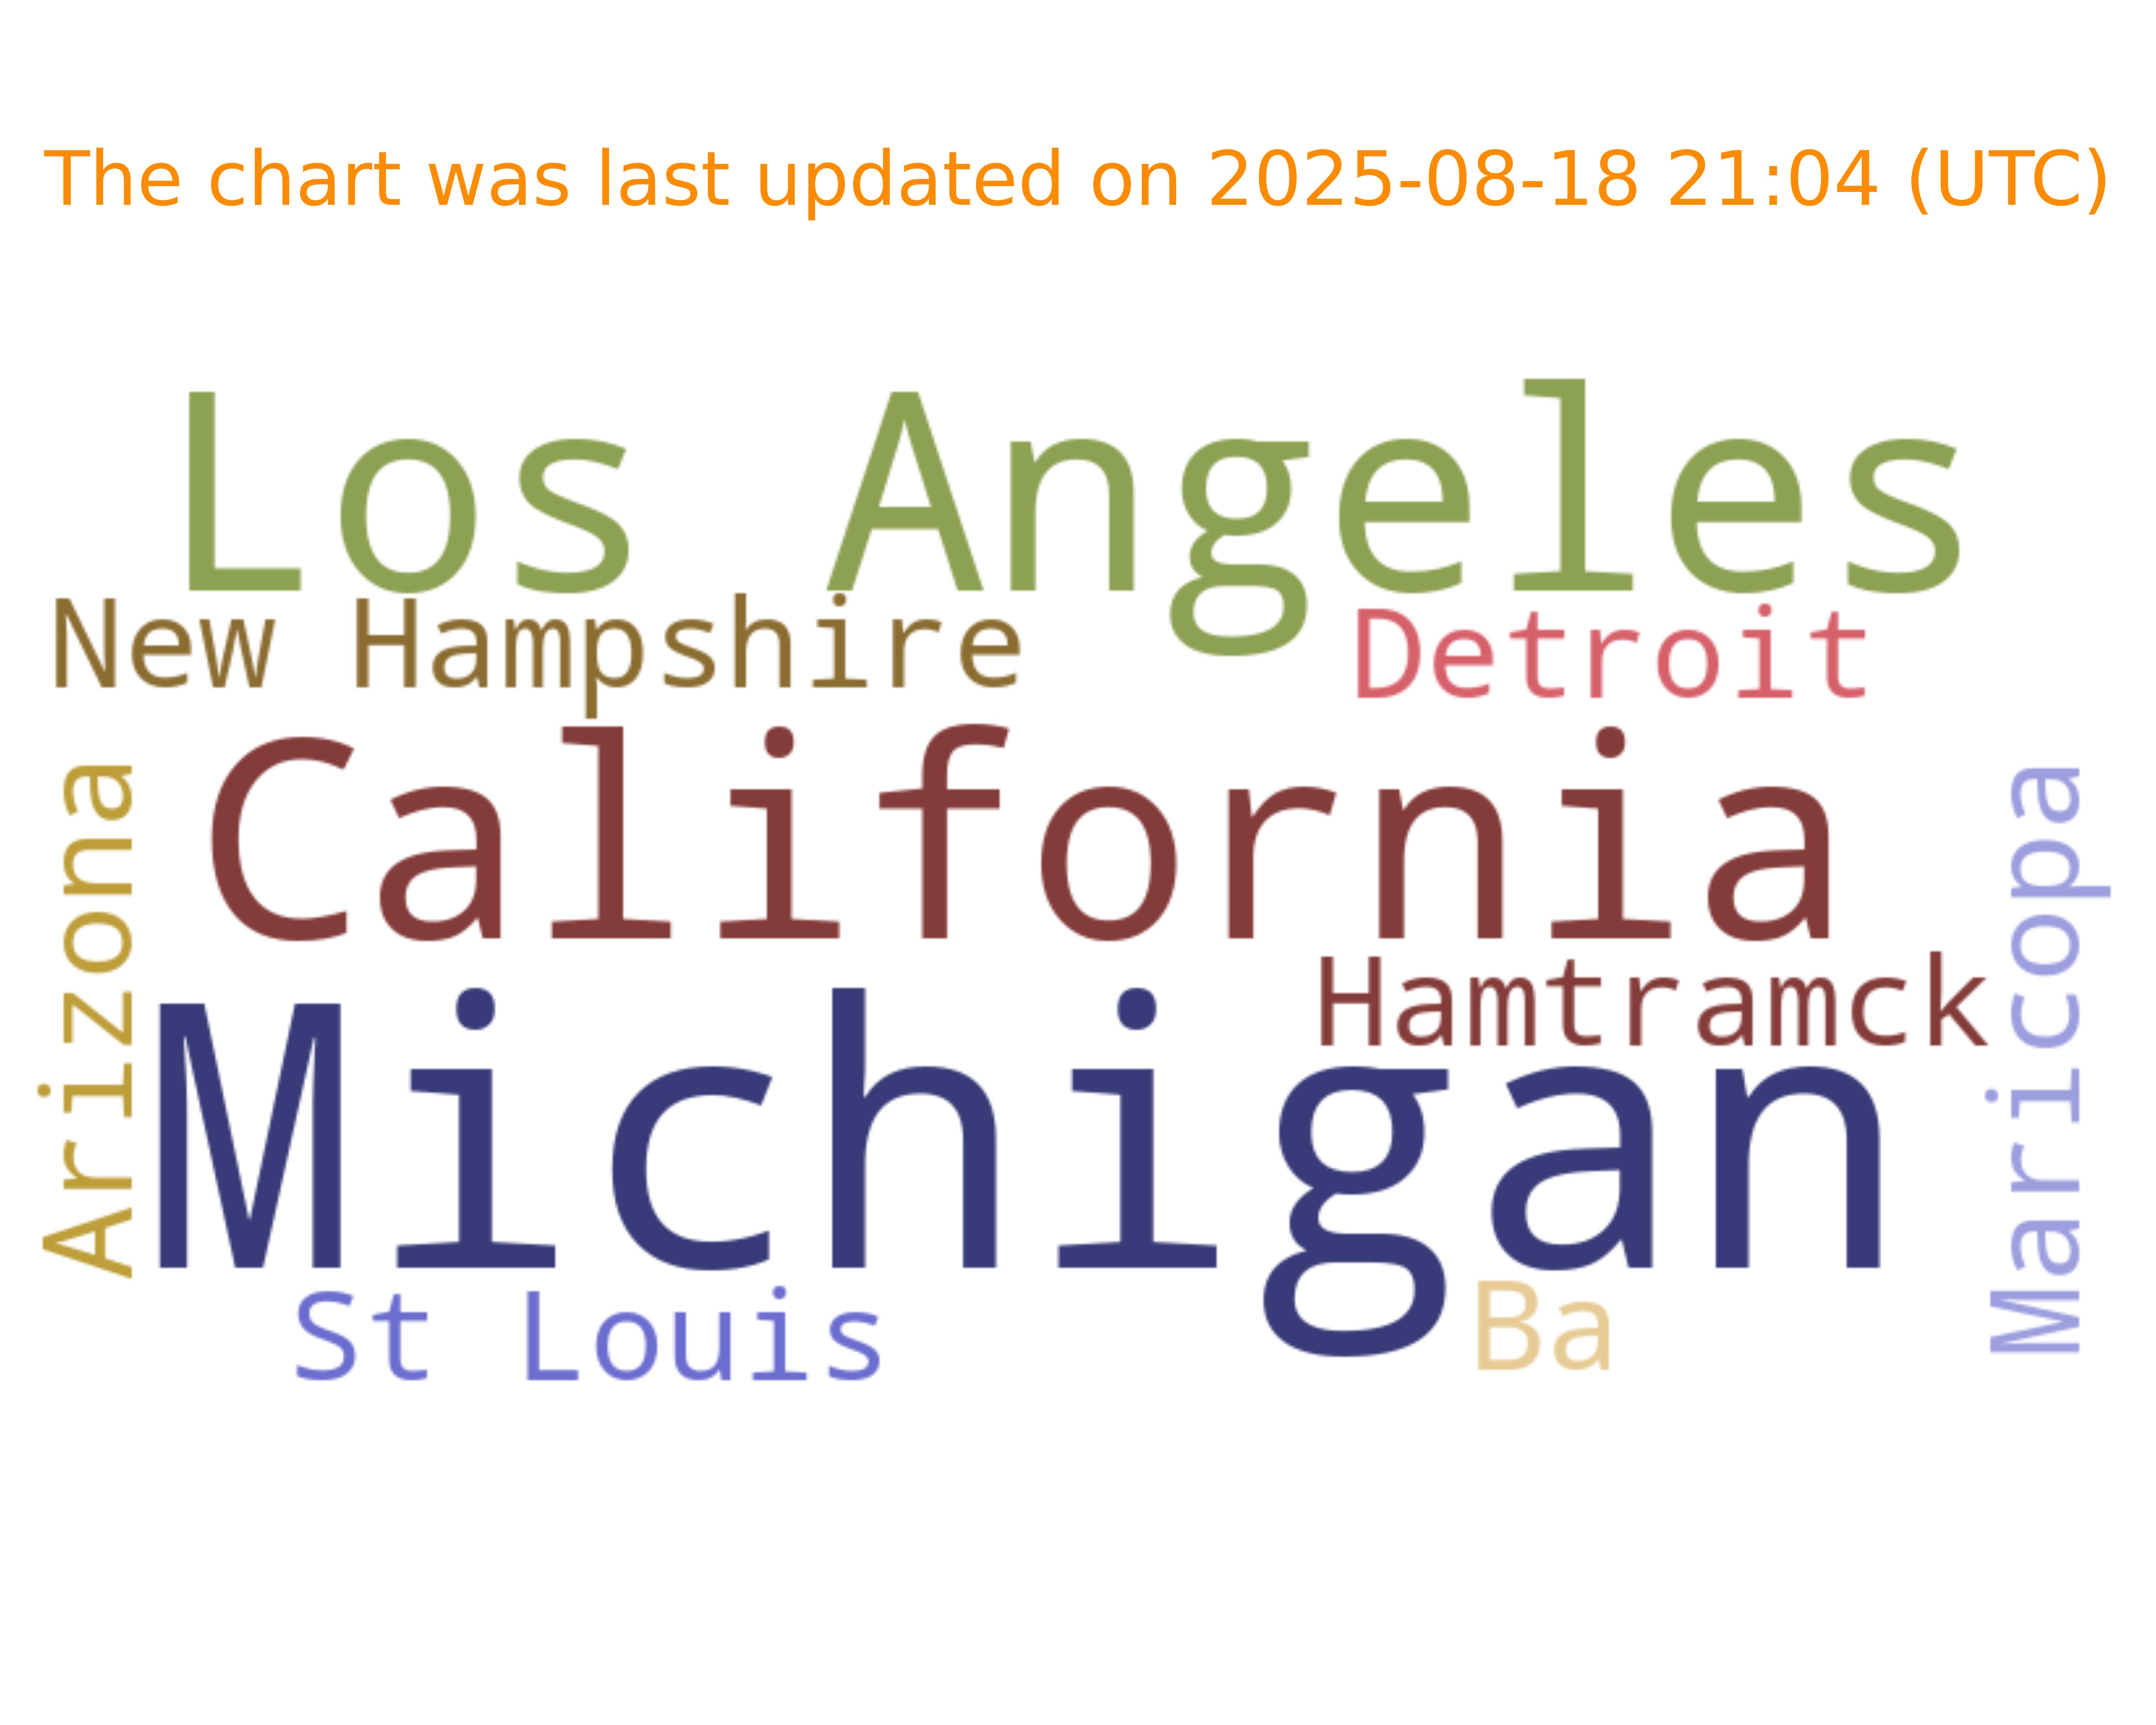 The chart was last updated on 2025-08-18 21:04 (UTC)
Los Angeles
New Hampshire
Detroit
California
Arizona
Maricopa
Hamtramck
Michigan
St Louis
Ba